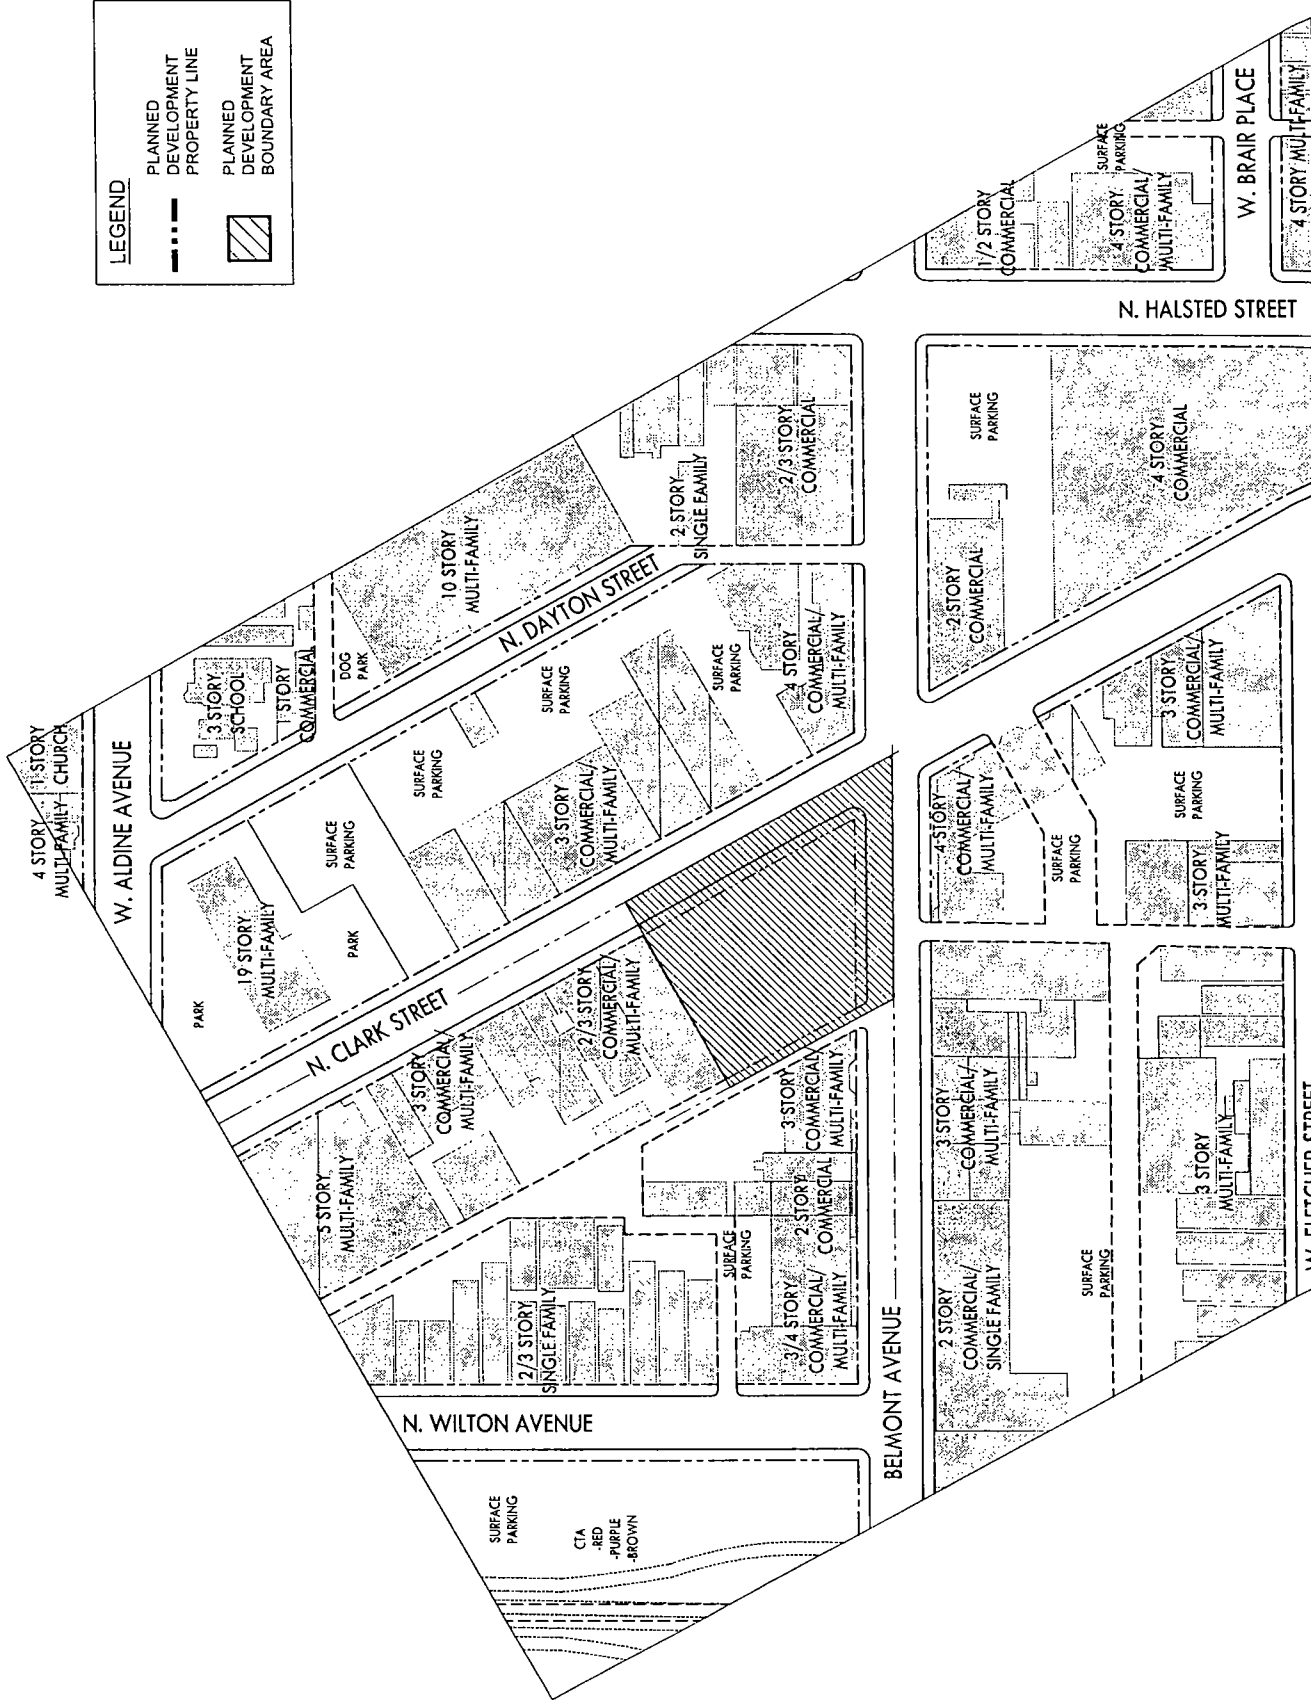 LEGEND
PLANNED
DEVELOPMENT
PROPERTY LINE
PLANNED
DEVELOPMENT
BOUNDARY AREA
4 STORY
MULTI-FAMILY
1 STORY
CHURCH
W. ALDINE AVENUE
3 STORY
SCHOOL
1 STORY
COMMERCIAL
DOG
PARK
10 STORY
MULTI-FAMILY
N. DAYTON STREET
2 STORY
SINGLE FAMILY
2/3 STORY
COMMERCIAL
PARK
19 STORY
MULTI-FAMILY
PARK
SURFACE
PARKING
SURFACE
PARKING
SURFACE
PARKING
3 STORY
COMMERCIAL/
MULTI-FAMILY
SURFACE
PARKING
4 STORY
COMMERCIAL/
MULTI-FAMILY
N. CLARK STREET
5 STORY
MULTI-FAMILY
3 STORY
COMMERCIAL/
MULTI-FAMILY
2/3 STORY
COMMERCIAL/
MULTI-FAMILY
3 STORY
COMMERCIAL/
MULTI-FAMILY
2 STORY
COMMERCIAL
SURFACE
PARKING
3/4 STORY
COMMERCIAL/
MULTI-FAMILY
2/3 STORY
SINGLE FAMILY
N. WILTON AVENUE
SURFACE
PARKING
CTA
-RED
-PURPLE
-BROWN
BELMONT AVENUE
1/2 STORY
COMMERCIAL
SURFACE
PARKING
4 STORY
COMMERCIAL/
MULTI-FAMILY
W. BRAIR PLACE
4 STORY MULTI-FAMILY
N. HALSTED STREET
SURFACE
PARKING
4 STORY
COMMERCIAL
2 STORY
COMMERCIAL
4 STORY
COMMERCIAL/
MULTI-FAMILY
SURFACE
PARKING
3 STORY
COMMERCIAL/
MULTI-FAMILY
SURFACE
PARKING
3 STORY
MULTI-FAMILY
3 STORY
COMMERCIAL/
MULTI-FAMILY
3 STORY
MULTI-FAMILY
2 STORY
COMMERCIAL/
SINGLE FAMILY
SURFACE
PARKING
W. FLETCHER STREET